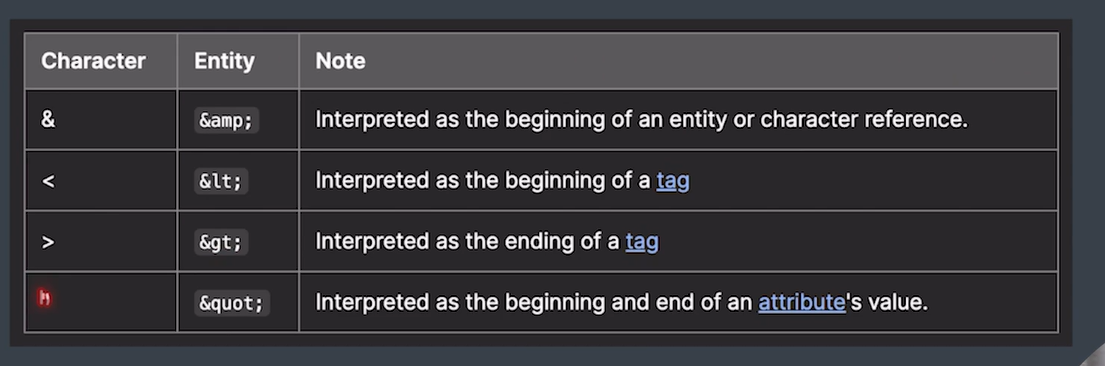 Character Entity Note
& &amp; Interpreted as the beginning of an entity or character reference.
< &lt; Interpreted as the beginning of a tag
> &gt; Interpreted as the ending of a tag
" &quot; Interpreted as the beginning and end of an attribute's value.